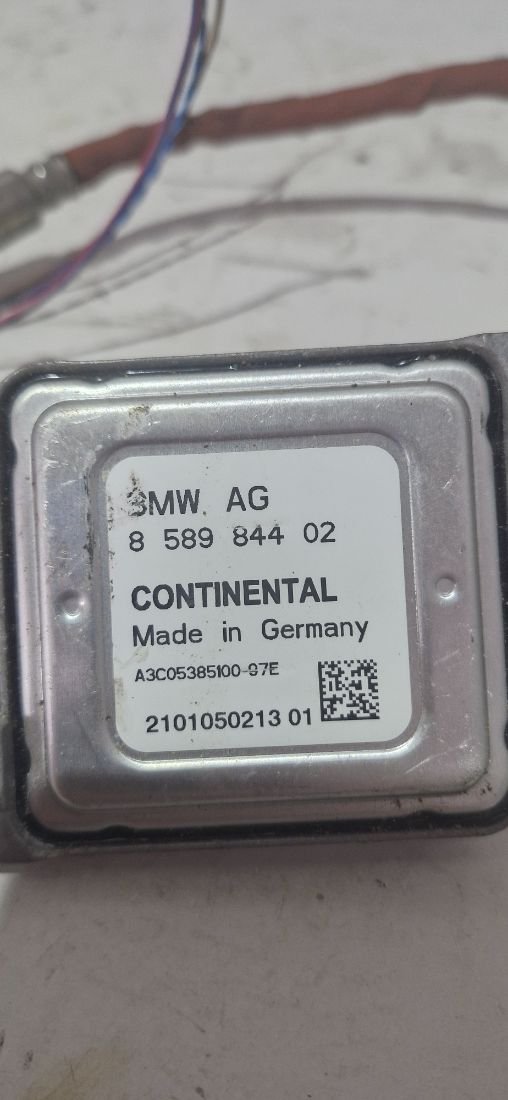 BMW AG
8 589 844 02
CONTINENTAL
Made in Germany
A3C05385100-97E
2101050213 01